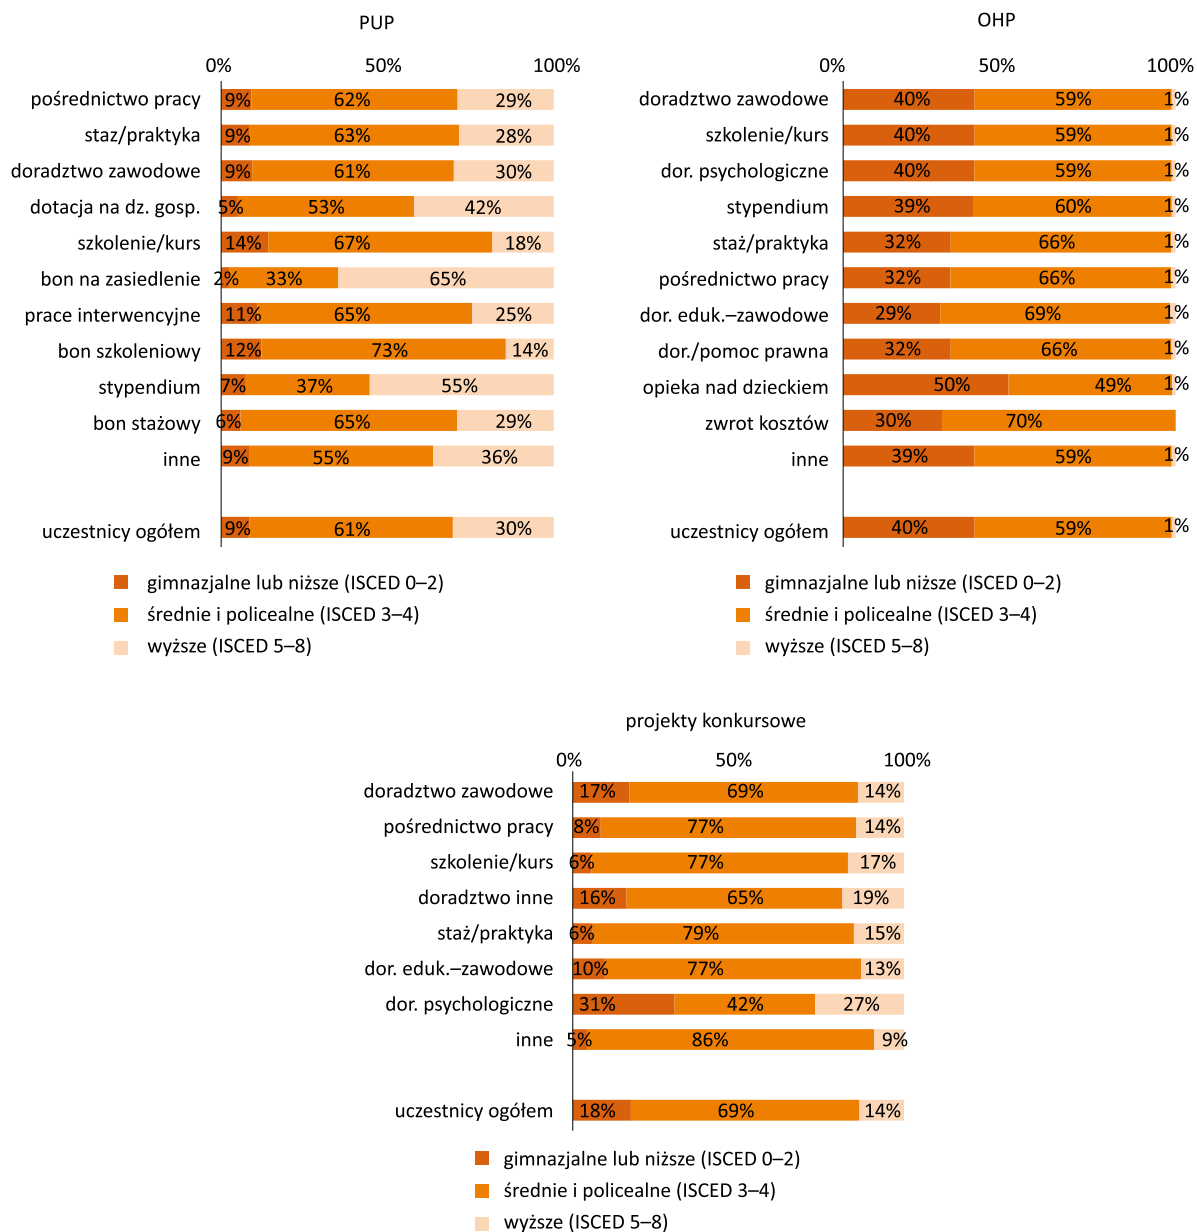 PUP
0% 50% 100%
pośrednictwo pracy 9% 62% 29%
staz/praktyka 9% 63% 28%
doradztwo zawodowe 9% 61% 30%
dotacja na dz. gosp. 5% 53% 42%
szkolenie/kurs 14% 67% 18%
bon na zasiedlenie 2% 33% 65%
prace interwencyjne 11% 65% 25%
bon szkoleniowy 12% 73% 14%
stypendium 7% 37% 55%
bon stażowy 6% 65% 29%
inne 9% 55% 36%
uczestnicy ogółem 9% 61% 30%
gimnazjalne lub niższe (ISCED 0–2)
średnie i policealne (ISCED 3–4)
wyższe (ISCED 5–8)
OHP
0% 50% 100%
doradztwo zawodowe 40% 59% 1%
szkolenie/kurs 40% 59% 1%
dor. psychologiczne 40% 59% 1%
stypendium 39% 60% 1%
staż/praktyka 32% 66% 1%
pośrednictwo pracy 32% 66% 1%
dor. eduk.–zawodowe 29% 69% 1%
dor./pomoc prawna 32% 66% 1%
opieka nad dzieckiem 50% 49% 1%
zwrot kosztów 30% 70%
inne 39% 59% 1%
uczestnicy ogółem 40% 59% 1%
gimnazjalne lub niższe (ISCED 0–2)
średnie i policealne (ISCED 3–4)
wyższe (ISCED 5–8)
projekty konkursowe
0% 50% 100%
doradztwo zawodowe 17% 69% 14%
pośrednictwo pracy 8% 77% 14%
szkolenie/kurs 6% 77% 17%
doradztwo inne 16% 65% 19%
staż/praktyka 6% 79% 15%
dor. eduk.–zawodowe 10% 77% 13%
dor. psychologiczne 31% 42% 27%
inne 5% 86% 9%
uczestnicy ogółem 18% 69% 14%
gimnazjalne lub niższe (ISCED 0–2)
średnie i policealne (ISCED 3–4)
wyższe (ISCED 5–8)